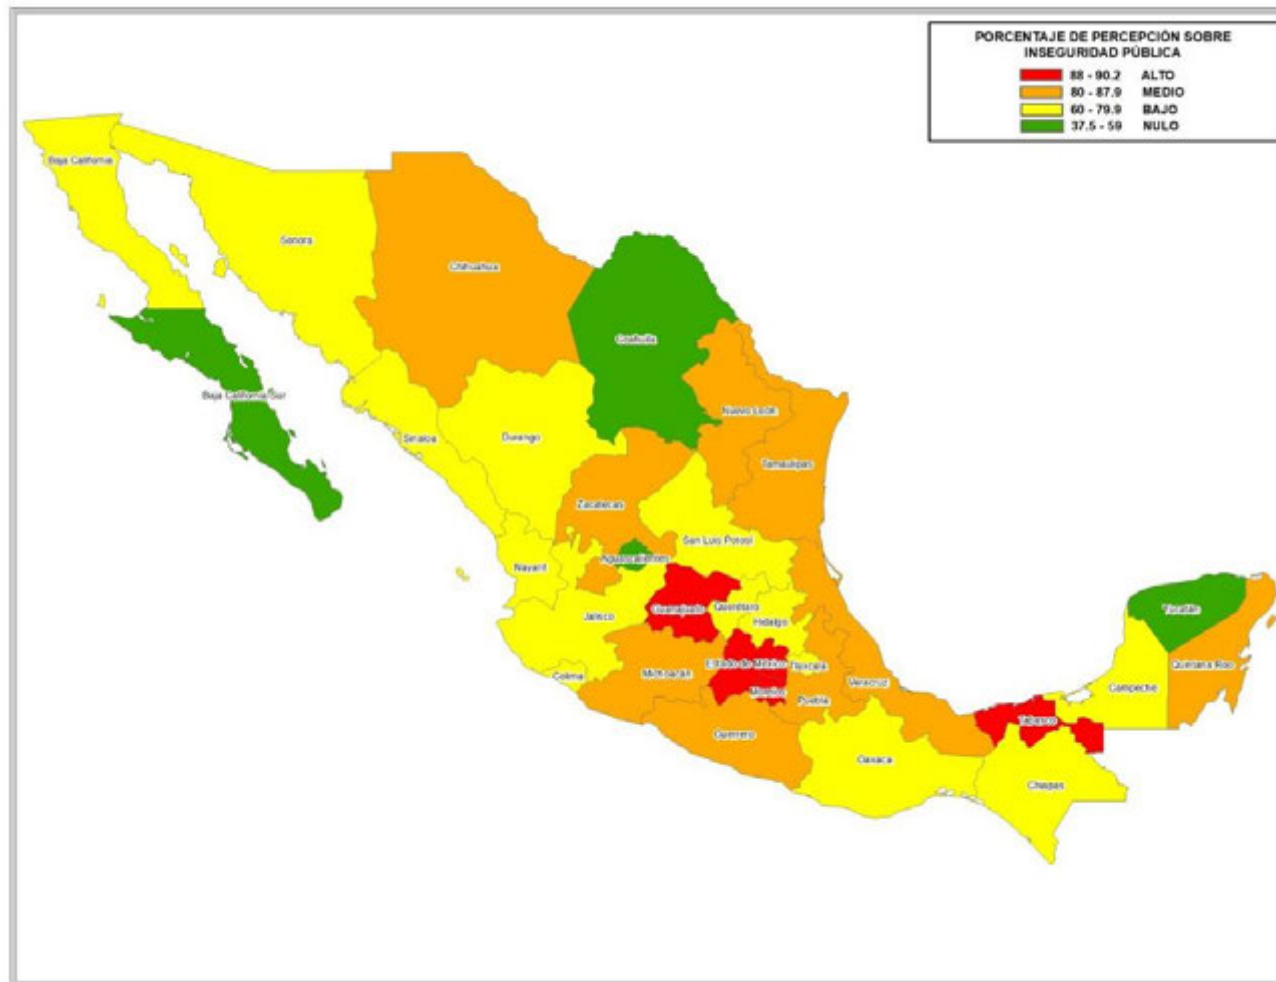 PORCENTAJE DE PERCEPCIÓN SOBRE
INSEGURIDAD PÚBLICA
88 - 90.2 ALTO
80 - 87.9 MEDIO
60 - 79.9 BAJO
37.5 - 59 NULO
Baja California
Sonora
Chihuahua
Coahuila
Baja California Sur
Nuevo León
Sinaloa
Durango
Tamaulipas
Zacatecas
San Luis Potosí
Aguascalientes
Nayarit
Guanajuato
Querétaro
Yucatán
Jalisco
Hidalgo
Estado de México
Tlaxcala
Quintana Roo
Colima
Michoacán
Veracruz
Campeche
Morelos
Puebla
Tabasco
Guerrero
Oaxaca
Chiapas